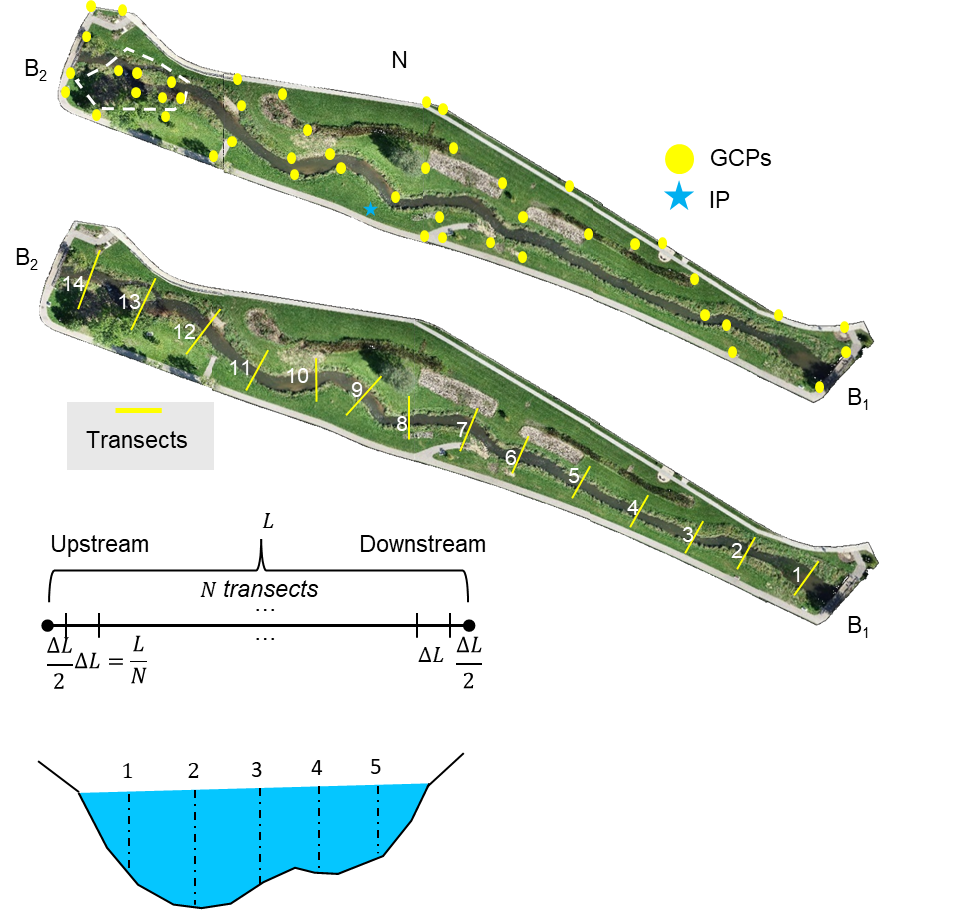 N
B₂
GCPs
IP
B₁
B₂
14
13
12
11
10
9
8
7
6
5
4
3
2
1
Transects
B₁
L
Upstream Downstream
N transects
...
...
ΔL/2 ΔL = L/N ΔL ΔL/2
1 2 3 4 5